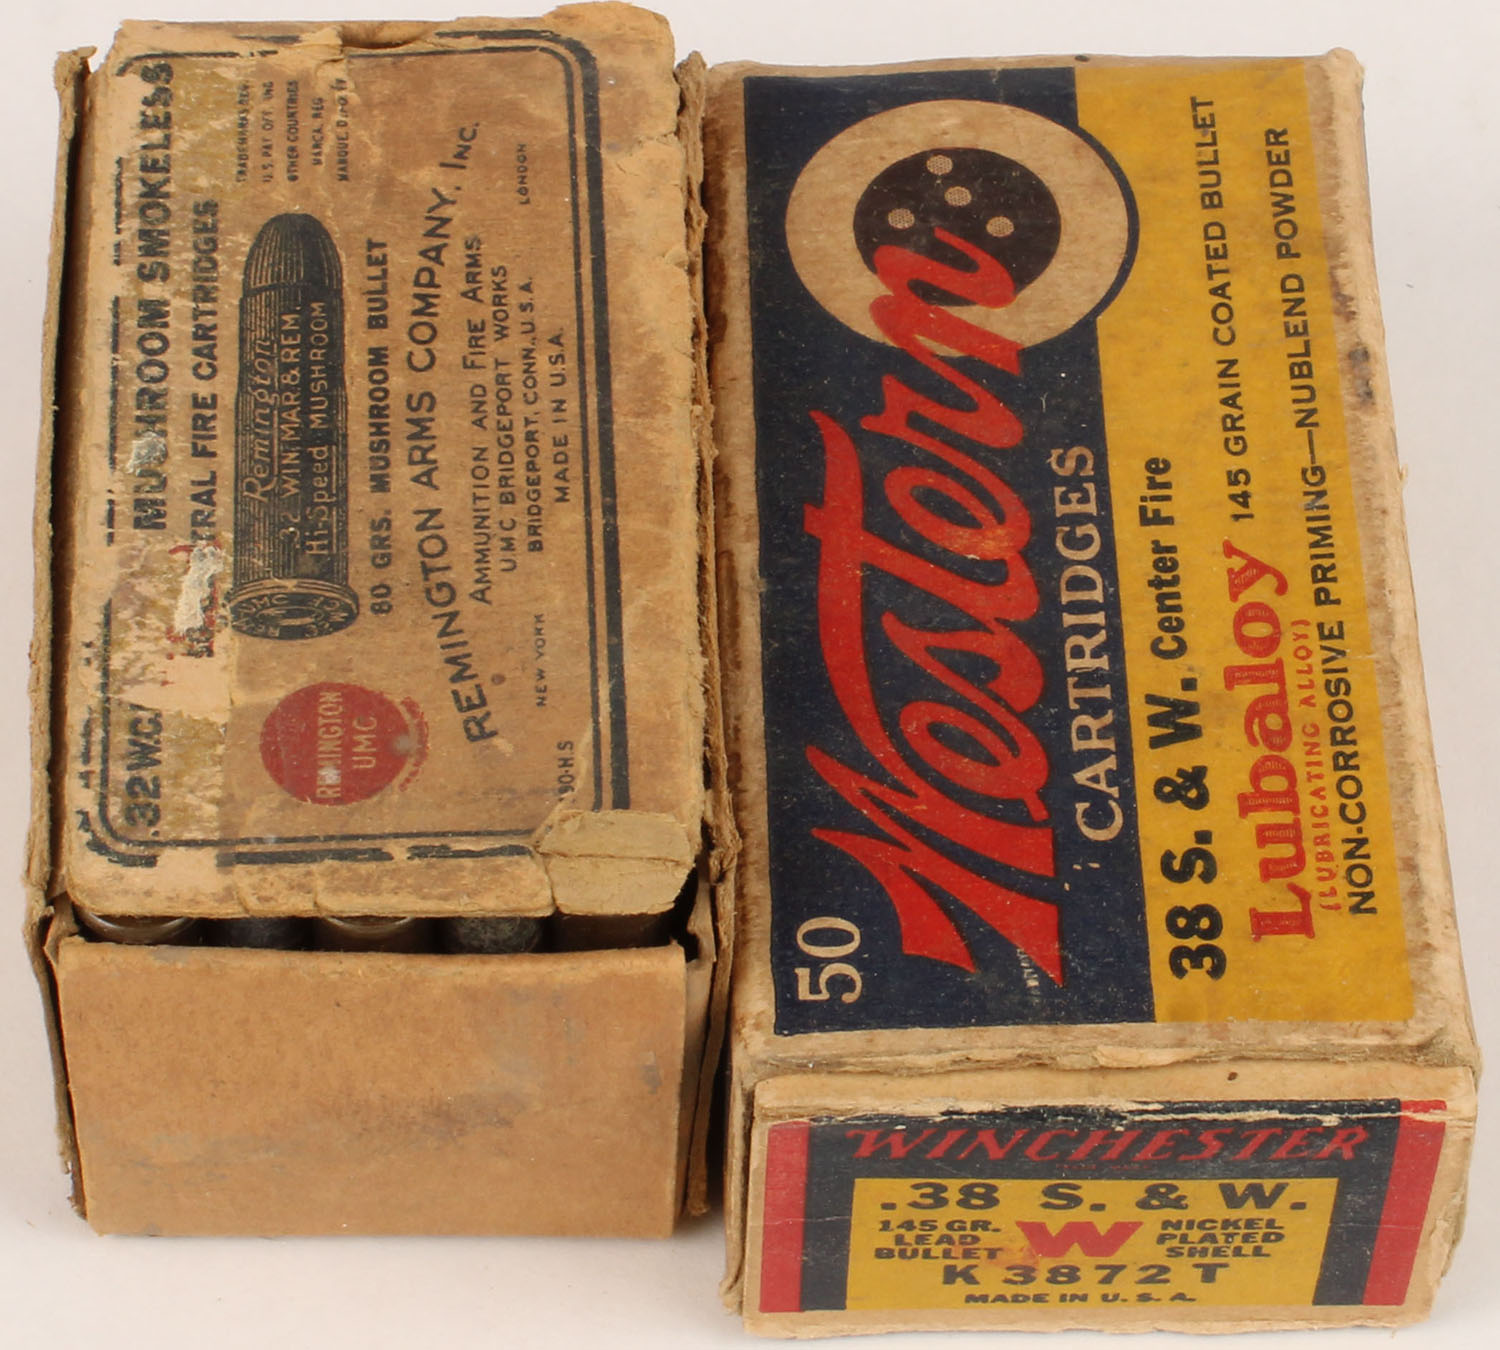 .32 W.C.
MUSHROOM SMOKELESS
FIRE CARTRIDGES
TRADEMARKS REG.
U.S. PAT. OFF. AND
OTHER COUNTRIES
MARCA. REG
Remington
.32 WIN. MAR. & REM.
Hi-Speed MUSHROOM
80 GRS. MUSHROOM BULLET
REMINGTON
UMC
REMINGTON ARMS COMPANY, INC.
AMMUNITION AND FIRE ARMS
U.M.C BRIDGEPORT WORKS
NEW YORK BRIDGEPORT, CONN., U.S.A. LONDON
MADE IN U.S.A.
90-H.S
50
Western
CARTRIDGES
38 S. & W. Center Fire
Lubaloy 145 GRAIN COATED BULLET
(LUBRICATING ALLOY)
NON-CORROSIVE PRIMING—NUBLEND POWDER
WINCHESTER
.38 S. & W.
145 GR.
LEAD
BULLET
W
NICKEL
PLATED
SHELL
K 3872 T
MADE IN U.S.A.